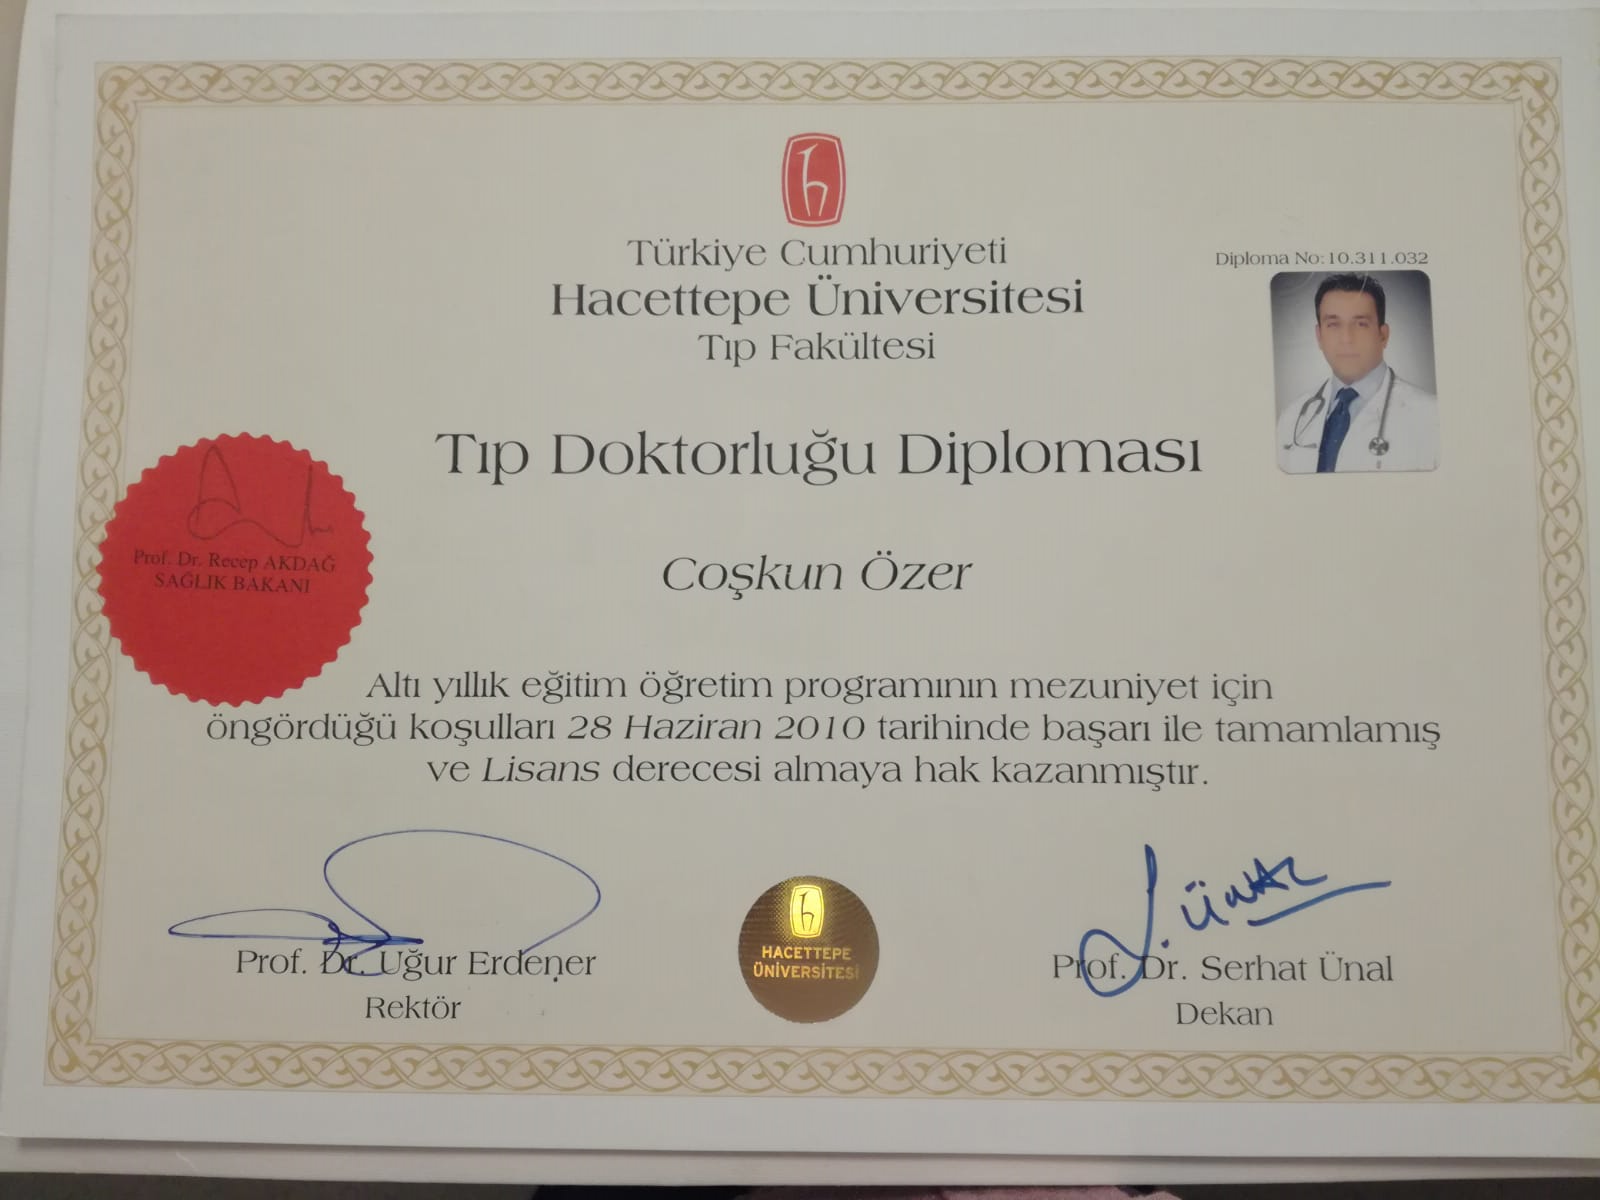 Türkiye Cumhuriyeti
Hacettepe Üniversitesi
Tıp Fakültesi
Diploma No:10.311.032
Tıp Doktorluğu Diploması
Prof. Dr. Recep AKDAĞ
SAĞLIK BAKANI
Coşkun Özer
Altı yıllık eğitim öğretim programının mezuniyet için
öngördüğü koşulları 28 Haziran 2010 tarihinde başarı ile tamamlamış
ve Lisans derecesi almaya hak kazanmıştır.
S. Ünal
Prof. Dr. Uğur Erdener
Rektör
HACETTEPE
ÜNİVERSİTESİ
Prof. Dr. Serhat Ünal
Dekan